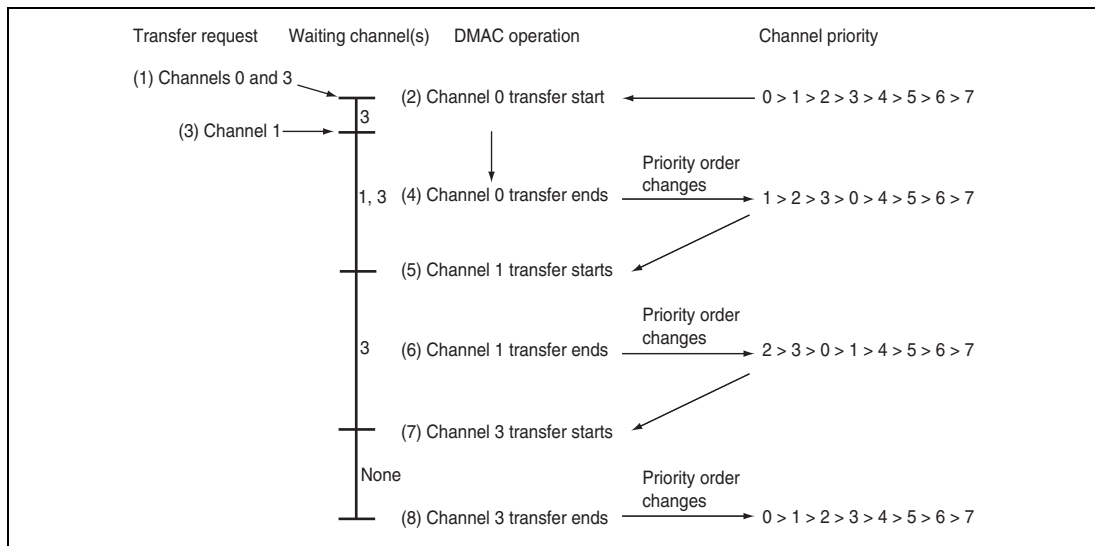 Transfer request Waiting channel(s) DMAC operation Channel priority
(1) Channels 0 and 3
(2) Channel 0 transfer start 0 > 1 > 2 > 3 > 4 > 5 > 6 > 7
3
(3) Channel 1
Priority order
changes
1, 3 (4) Channel 0 transfer ends 1 > 2 > 3 > 0 > 4 > 5 > 6 > 7
(5) Channel 1 transfer starts
Priority order
changes
3 (6) Channel 1 transfer ends 2 > 3 > 0 > 1 > 4 > 5 > 6 > 7
(7) Channel 3 transfer starts
None
Priority order
changes
(8) Channel 3 transfer ends 0 > 1 > 2 > 3 > 4 > 5 > 6 > 7